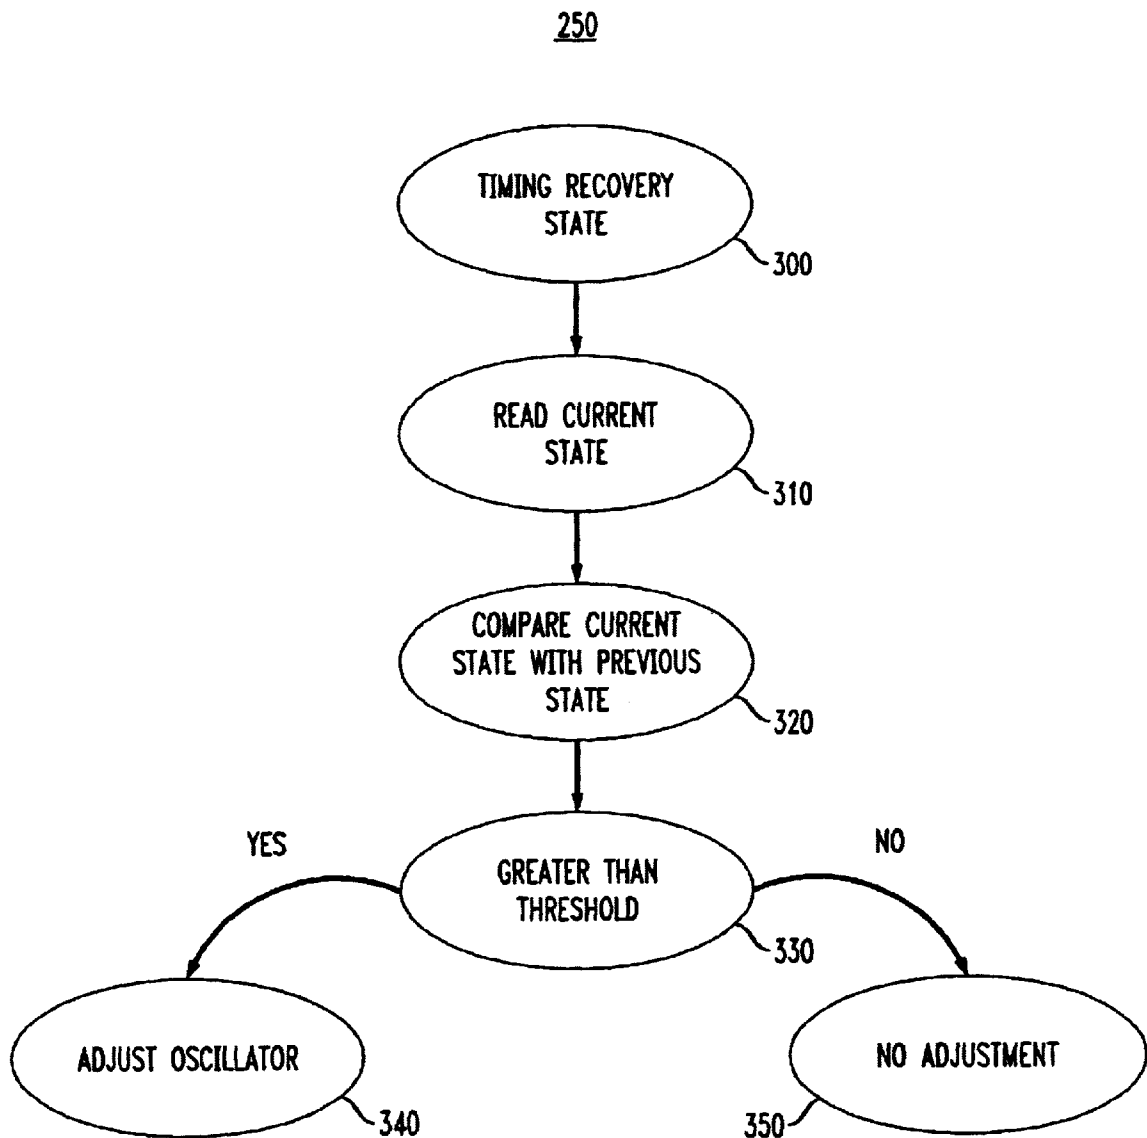 250
TIMING RECOVERY
STATE
300
READ CURRENT
STATE
310
COMPARE CURRENT
STATE WITH PREVIOUS
STATE
320
YES
NO
GREATER THAN
THRESHOLD
330
ADJUST OSCILLATOR
340
NO ADJUSTMENT
350